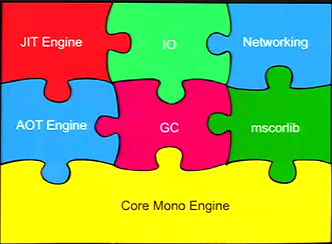 JIT Engine
IO
Networking
AOT Engine
GC
mscorlib
Core Mono Engine